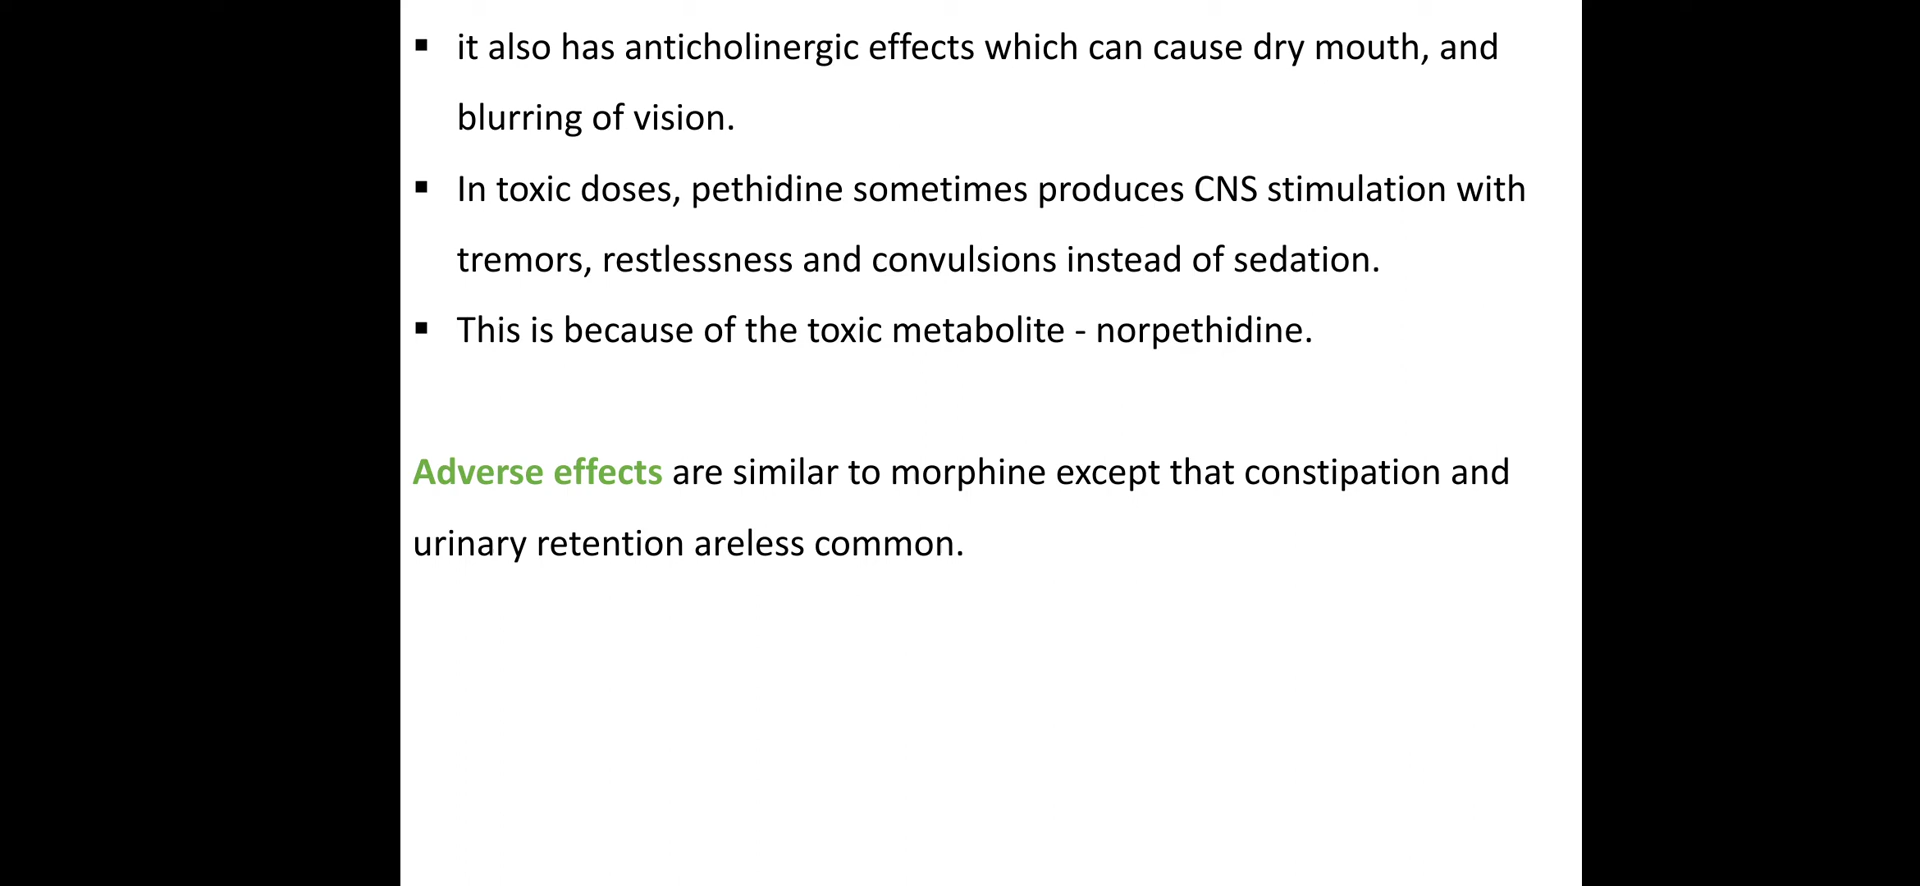 ▪ it also has anticholinergic effects which can cause dry mouth, and
blurring of vision.
▪ In toxic doses, pethidine sometimes produces CNS stimulation with
tremors, restlessness and convulsions instead of sedation.
▪ This is because of the toxic metabolite - norpethidine.
Adverse effects are similar to morphine except that constipation and
urinary retention areless common.